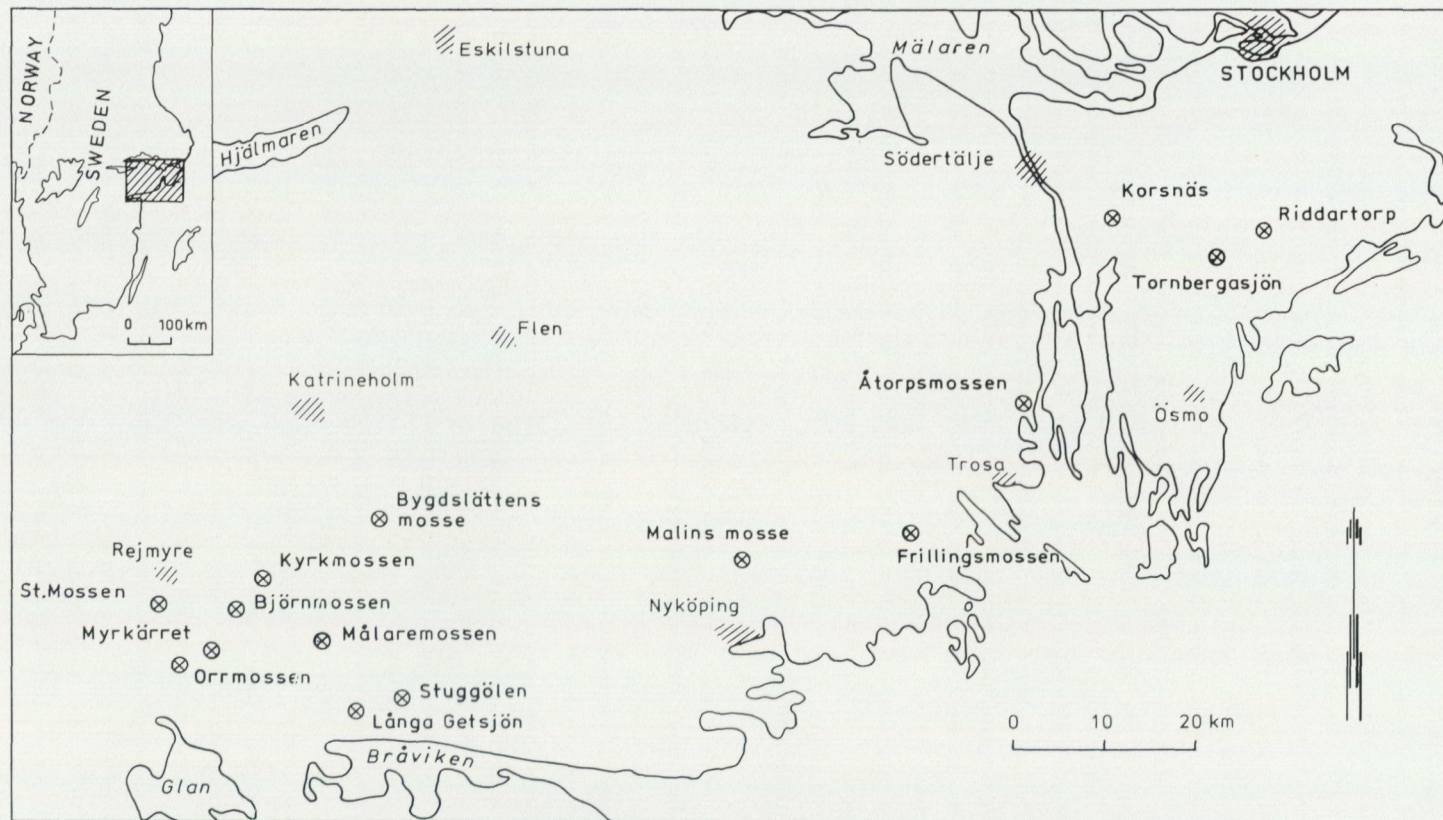 NORWAY
SWEDEN
0 100km
Eskilstuna
Hjälmaren
Mälaren
STOCKHOLM
Södertälje
Korsnäs
Riddartorp
Tornbergasjön
Flen
Katrineholm
Åtorpsmossen
Ösmo
Trosa
Bygdslättens
mosse
Malins mosse
Frillingsmossen
Rejmyre
Kyrkmossen
St.Mossen
Björnmossen
Nyköping
Myrkärret
Målaremossen
Orrmossen
Stuggölen
Långa Getsjön
0 10 20 km
Bråviken
Glan